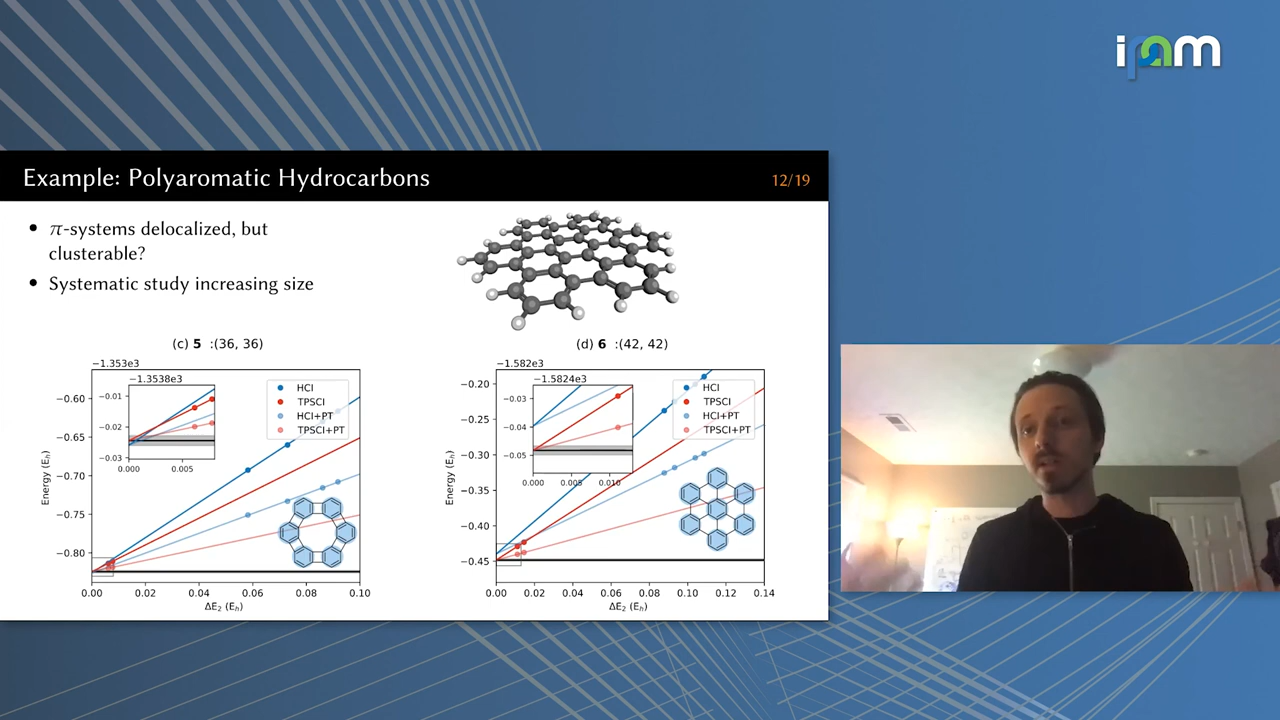 ipam
Example: Polyaromatic Hydrocarbons
12/19
• π-systems delocalized, but
clusterable?
• Systematic study increasing size
(c) 5 :(36, 36)
−1.353e3
−1.3538e3
−0.01
−0.02
−0.03
0.000 0.005
HCI
TPSCI
HCI+PT
TPSCI+PT
−0.60
−0.65
−0.70
−0.75
−0.80
Energy (Eₕ)
0.00 0.02 0.04 0.06 0.08 0.10
ΔE₂ (Eₕ)
(d) 6 :(42, 42)
−1.582e3
−1.5824e3
−0.03
−0.04
−0.05
0.000 0.005 0.010
HCI
TPSCI
HCI+PT
TPSCI+PT
−0.20
−0.25
−0.30
−0.35
−0.40
−0.45
Energy (Eₕ)
0.00 0.02 0.04 0.06 0.08 0.10 0.12 0.14
ΔE₂ (Eₕ)